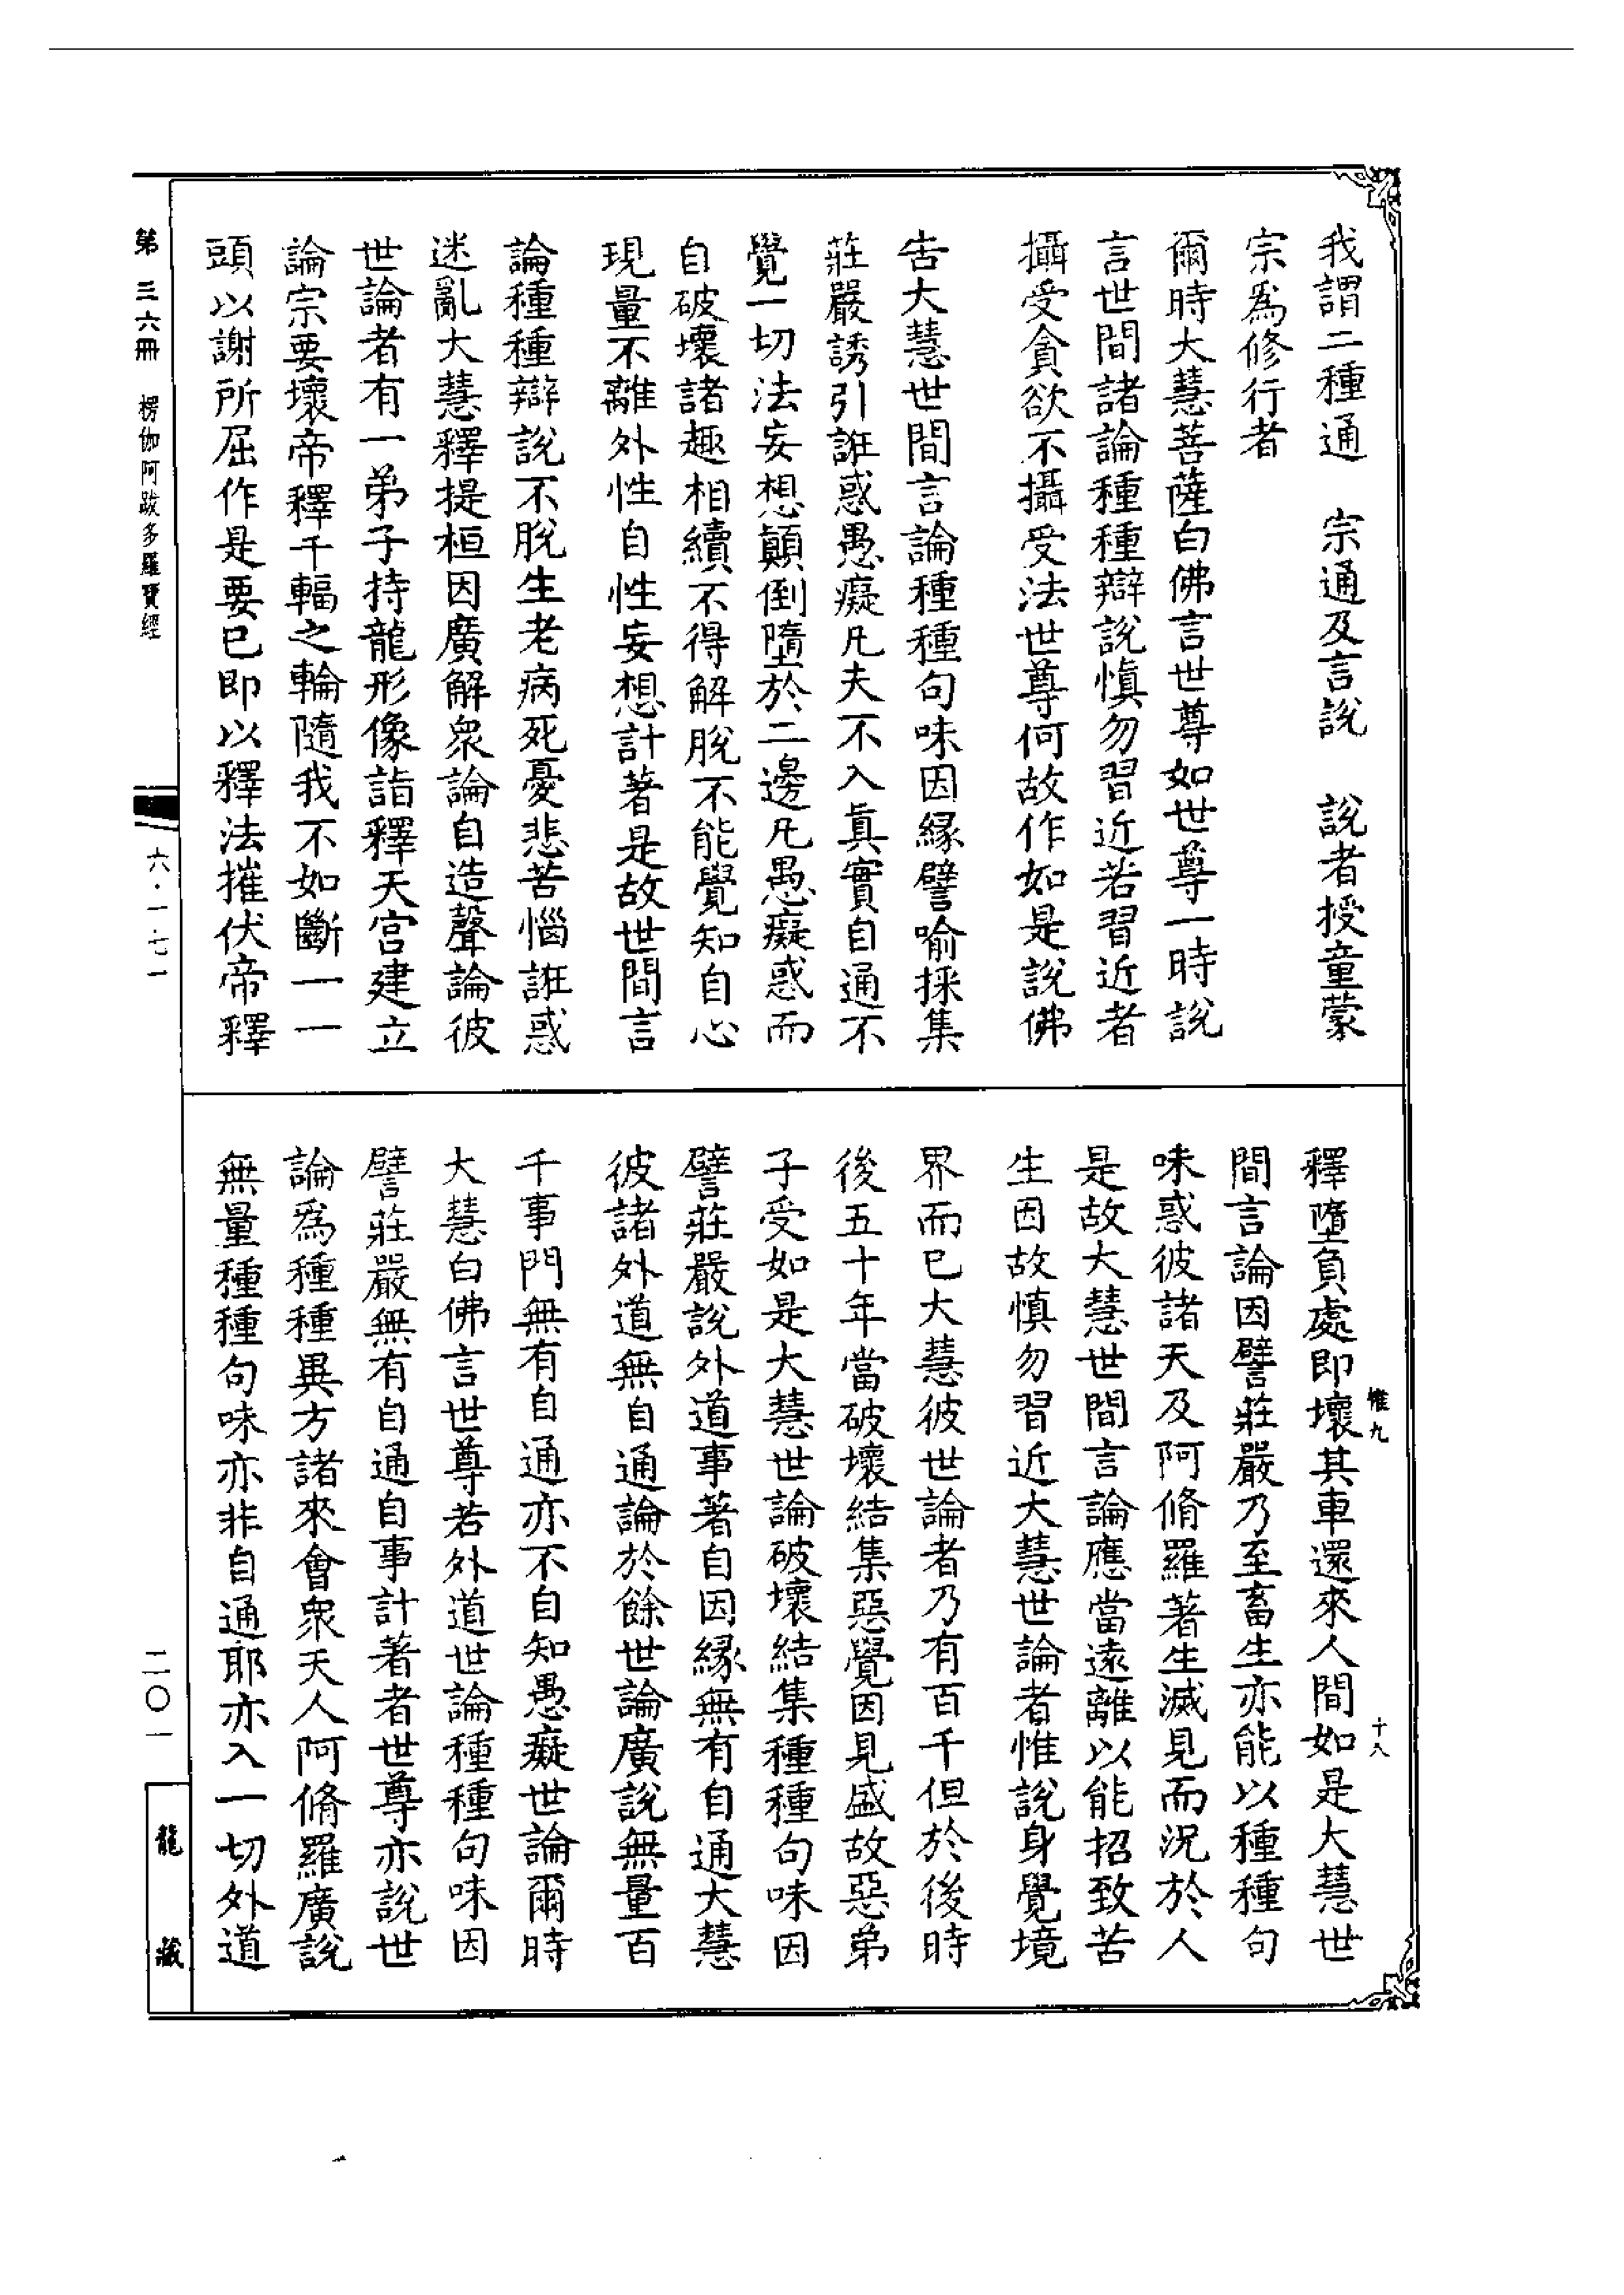 我謂二種通　宗通及言說　說者授童蒙
宗爲修行者
爾時大慧菩薩白佛言世尊如世尊一時說
言世間諸論種種辯說慎勿習近若習近者
攝受貪欲不攝受法世尊何故作如是說佛
告大慧世間言論種種句味因緣譬喻採集
莊嚴誘引誑惑愚癡凡夫不入眞實自通不
覺一切法妄想顚倒墮於二邊凡愚癡惑而
自破壞諸趣相續不得解脫不能覺知自心
現量不離外性自性妄想計著是故世間言
論種種辯說不脫生老病死憂悲苦惱誑惑
迷亂大慧釋提桓因廣解衆論自造聲論彼
世論者有一弟子持龍形像詣釋天宮建立
論宗要壞帝釋千輻之輪隨我不如斷一一
頭以謝所屈作是要已即以釋法摧伏帝釋
釋墮負處即壞其車還來人間如是大慧世
間言論因譬莊嚴乃至畜生亦能以種種句
味惑彼諸天及阿脩羅著生滅見而況於人
是故大慧世間言論應當遠離以能招致苦
生因故慎勿習近大慧世論者惟說身覺境
界而已大慧彼世論者乃有百千但於後時
後五十年當破壞結集惡覺因見盛故惡弟
子受如是大慧世論破壞結集種種句味因
譬莊嚴說外道事著自因緣無有自通大慧
彼諸外道無自通論於餘世論廣說無量百
千事門無有自通亦不自知愚癡世論爾時
大慧白佛言世尊若外道世論種種句味因
譬莊嚴無有自通自事計著者世尊亦說世
論爲種種異方諸來會衆天人阿脩羅廣說
無量種種句味亦非自通耶亦入一切外道
惟九
十八
第三六冊　楞伽阿跋多羅寶經
六·一七一
二〇一
龍藏